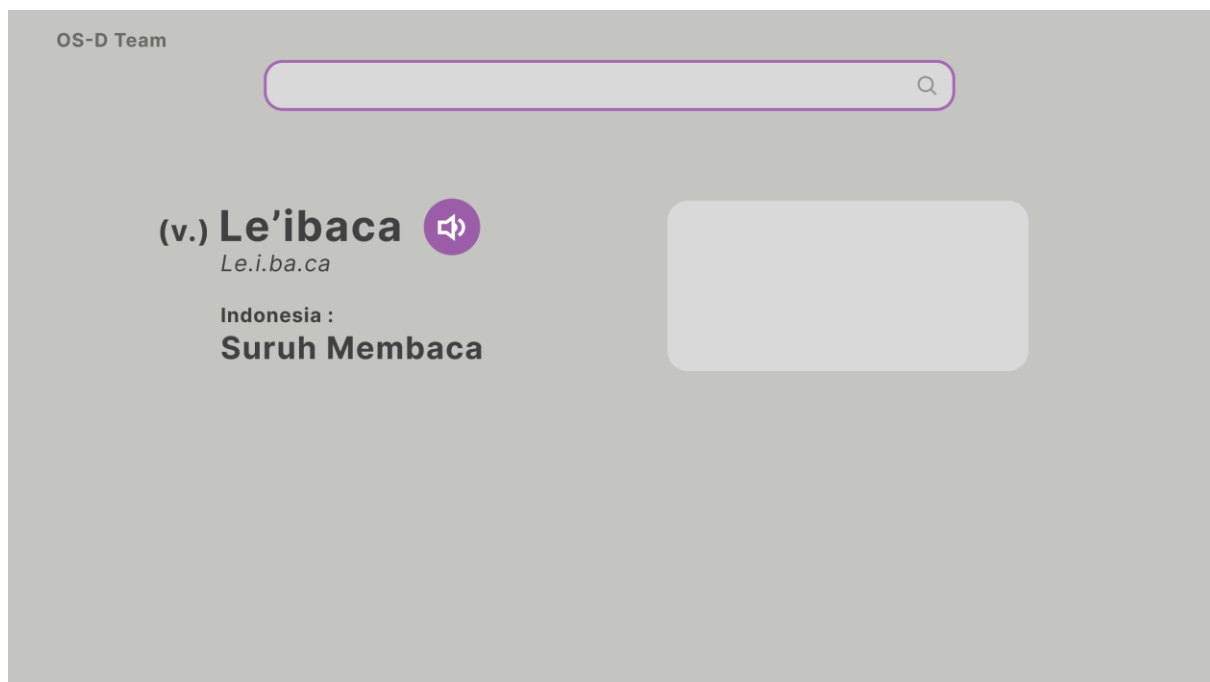 OS-D Team
(v.) Le’ibaca
Le.i.ba.ca
Indonesia :
Suruh Membaca